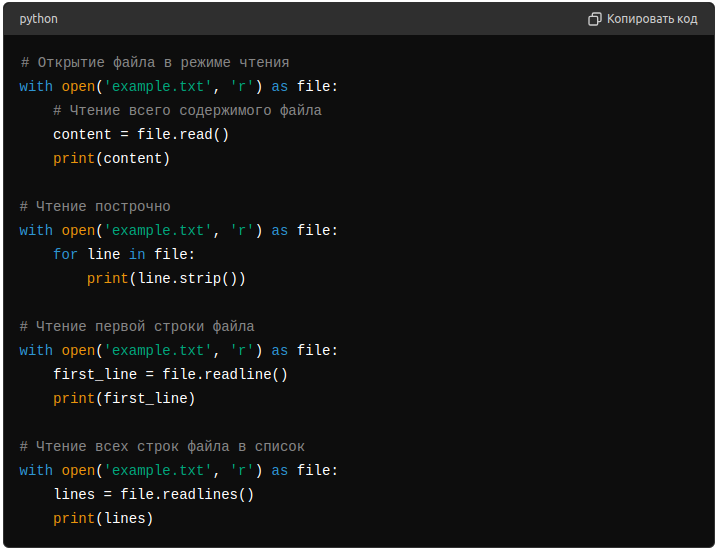 python
Копировать код
# Открытие файла в режиме чтения
with open('example.txt', 'r') as file:
    # Чтение всего содержимого файла
    content = file.read()
    print(content)

# Чтение построчно
with open('example.txt', 'r') as file:
    for line in file:
        print(line.strip())

# Чтение первой строки файла
with open('example.txt', 'r') as file:
    first_line = file.readline()
    print(first_line)

# Чтение всех строк файла в список
with open('example.txt', 'r') as file:
    lines = file.readlines()
    print(lines)